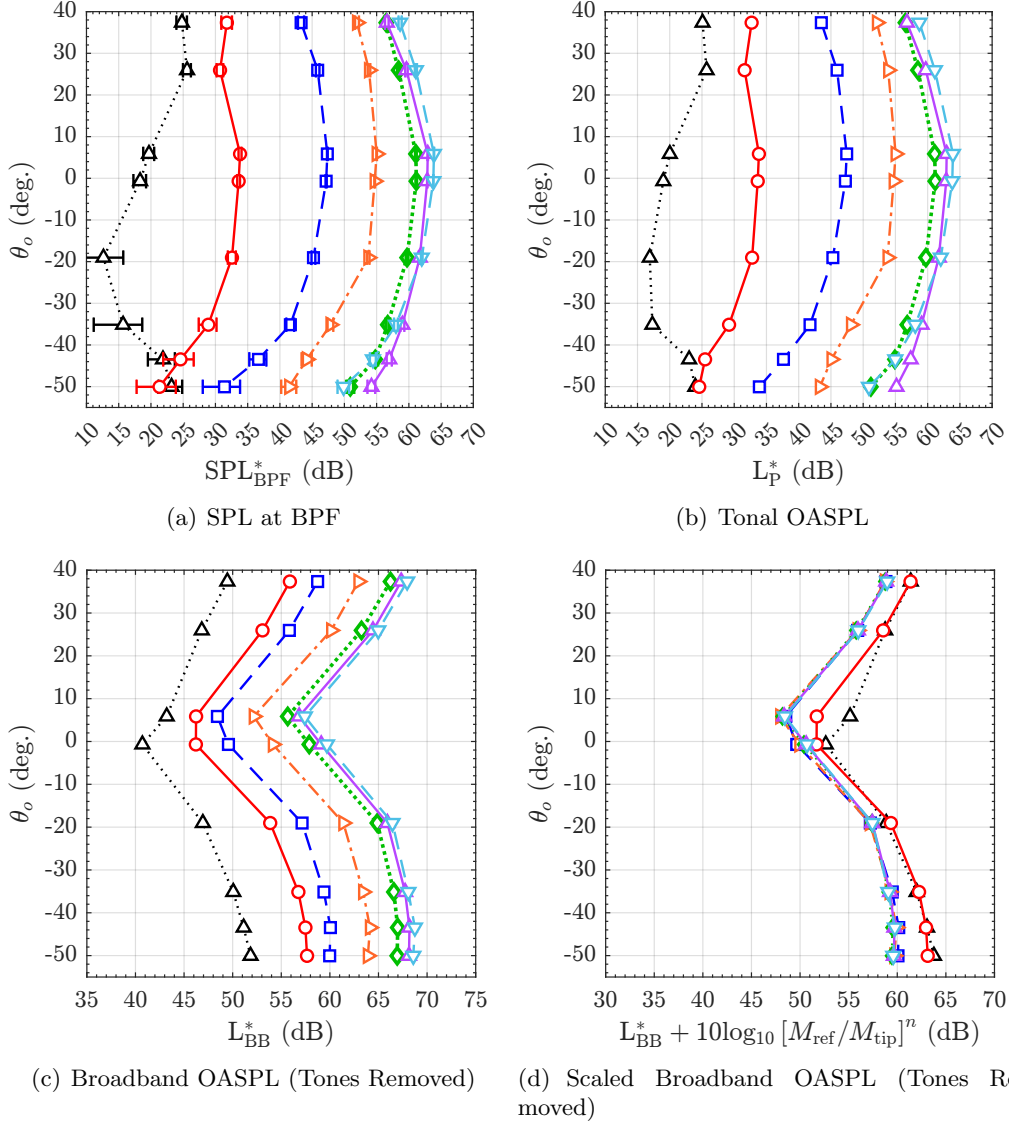 40
30
20
10
0
-10
-20
-30
-40
-50
θo (deg.)
10 15 20 25 30 35 40 45 50 55 60 65 70
SPL*BPF (dB)
(a) SPL at BPF
40
30
20
10
0
-10
-20
-30
-40
-50
θo (deg.)
10 15 20 25 30 35 40 45 50 55 60 65 70
L*P (dB)
(b) Tonal OASPL
40
30
20
10
0
-10
-20
-30
-40
-50
θo (deg.)
35 45 55 65 75 45 50 55 60 65 70 75
L*BB (dB)
(c) Broadband OASPL (Tones Removed)
40
30
20
10
0
-10
-20
-30
-40
-50
θo (deg.)
30 40 50 60 70
L*BB + 10log10 [Mref/Mtip]^n (dB)
(d) Scaled Broadband OASPL (Tones Re
moved)